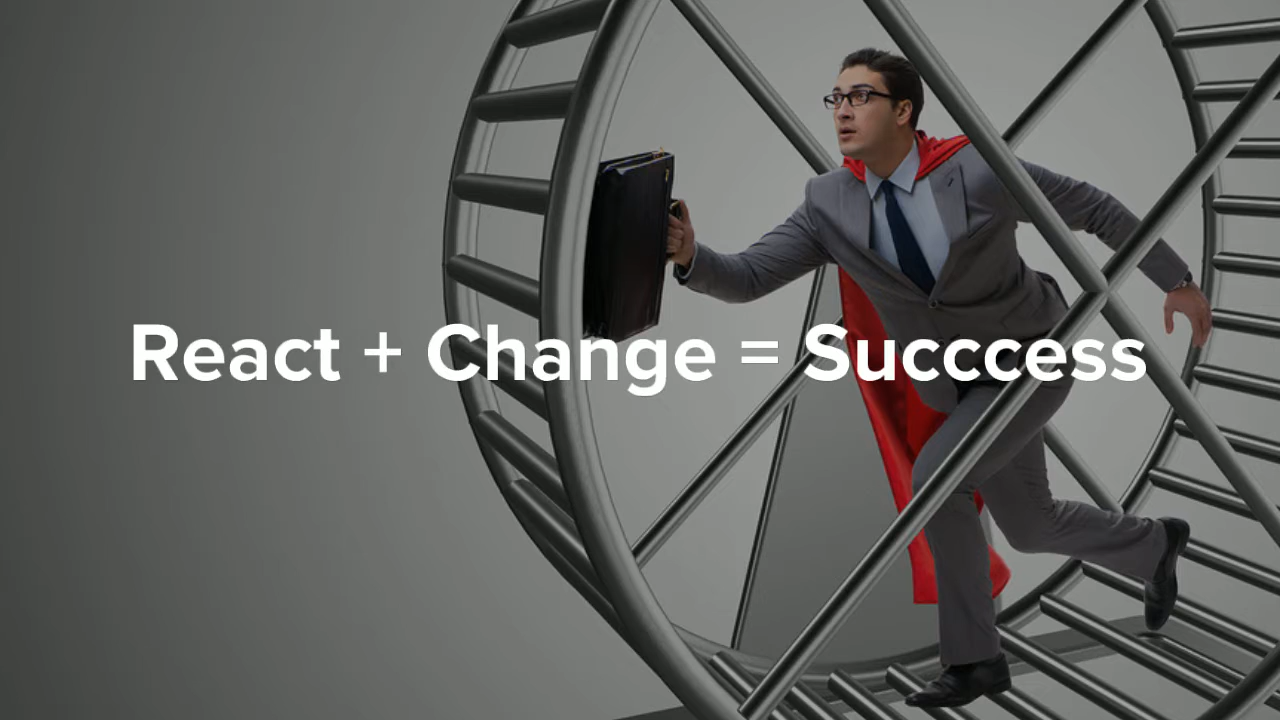 React + Change = Succcess